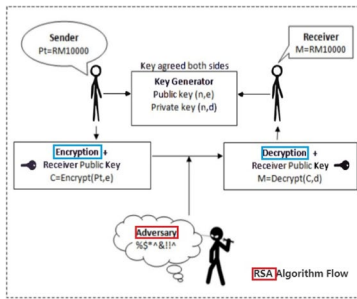 Sender
Pt=RM10000
Receiver
M=RM10000
Key agreed both sides
Key Generator
Public key (n,e)
Private key (n,d)
Encryption +
Receiver Public Key
C=Encrypt(Pt,e)
Decryption +
Receiver Public Key
M=Decrypt(C,d)
Adversary
%$*^&!!^
RSA Algorithm Flow